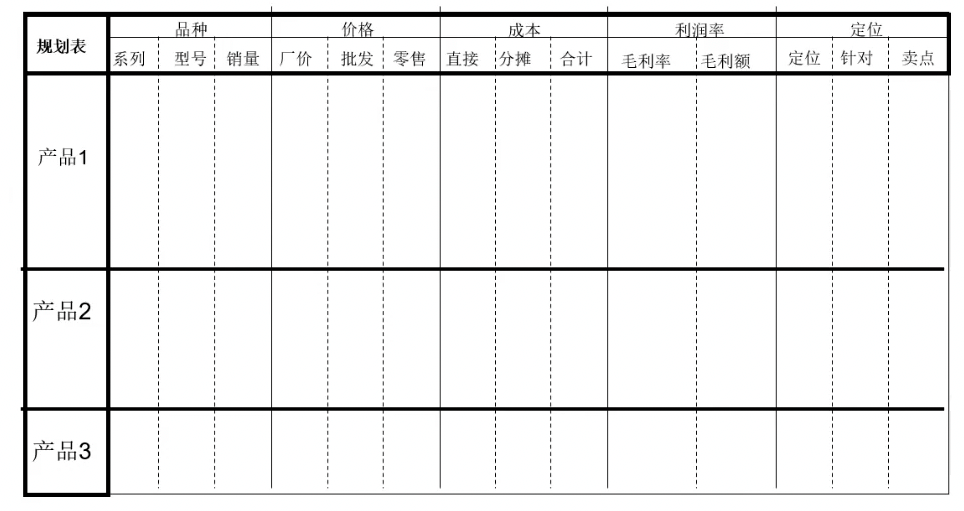 规划表
品种 价格 成本 利润率 定位
系列 型号 销量 厂价 批发 零售 直接 分摊 合计 毛利率 毛利额 定位 针对 卖点
产品1
产品2
产品3